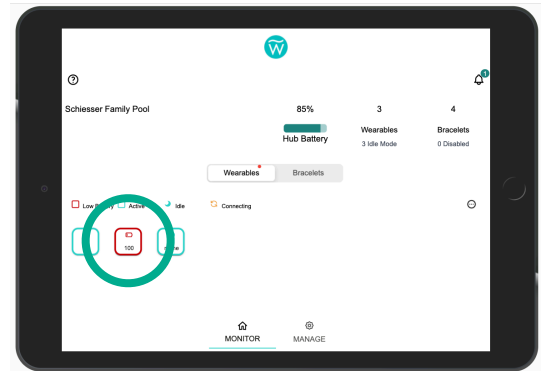 W
1
Schiesser Family Pool
85%
3
4
Hub Battery
Wearables
Bracelets
3 Idle Mode
0 Disabled
Wearables
Bracelets
Low
Active
Idle
Connecting
100
MONITOR
MANAGE